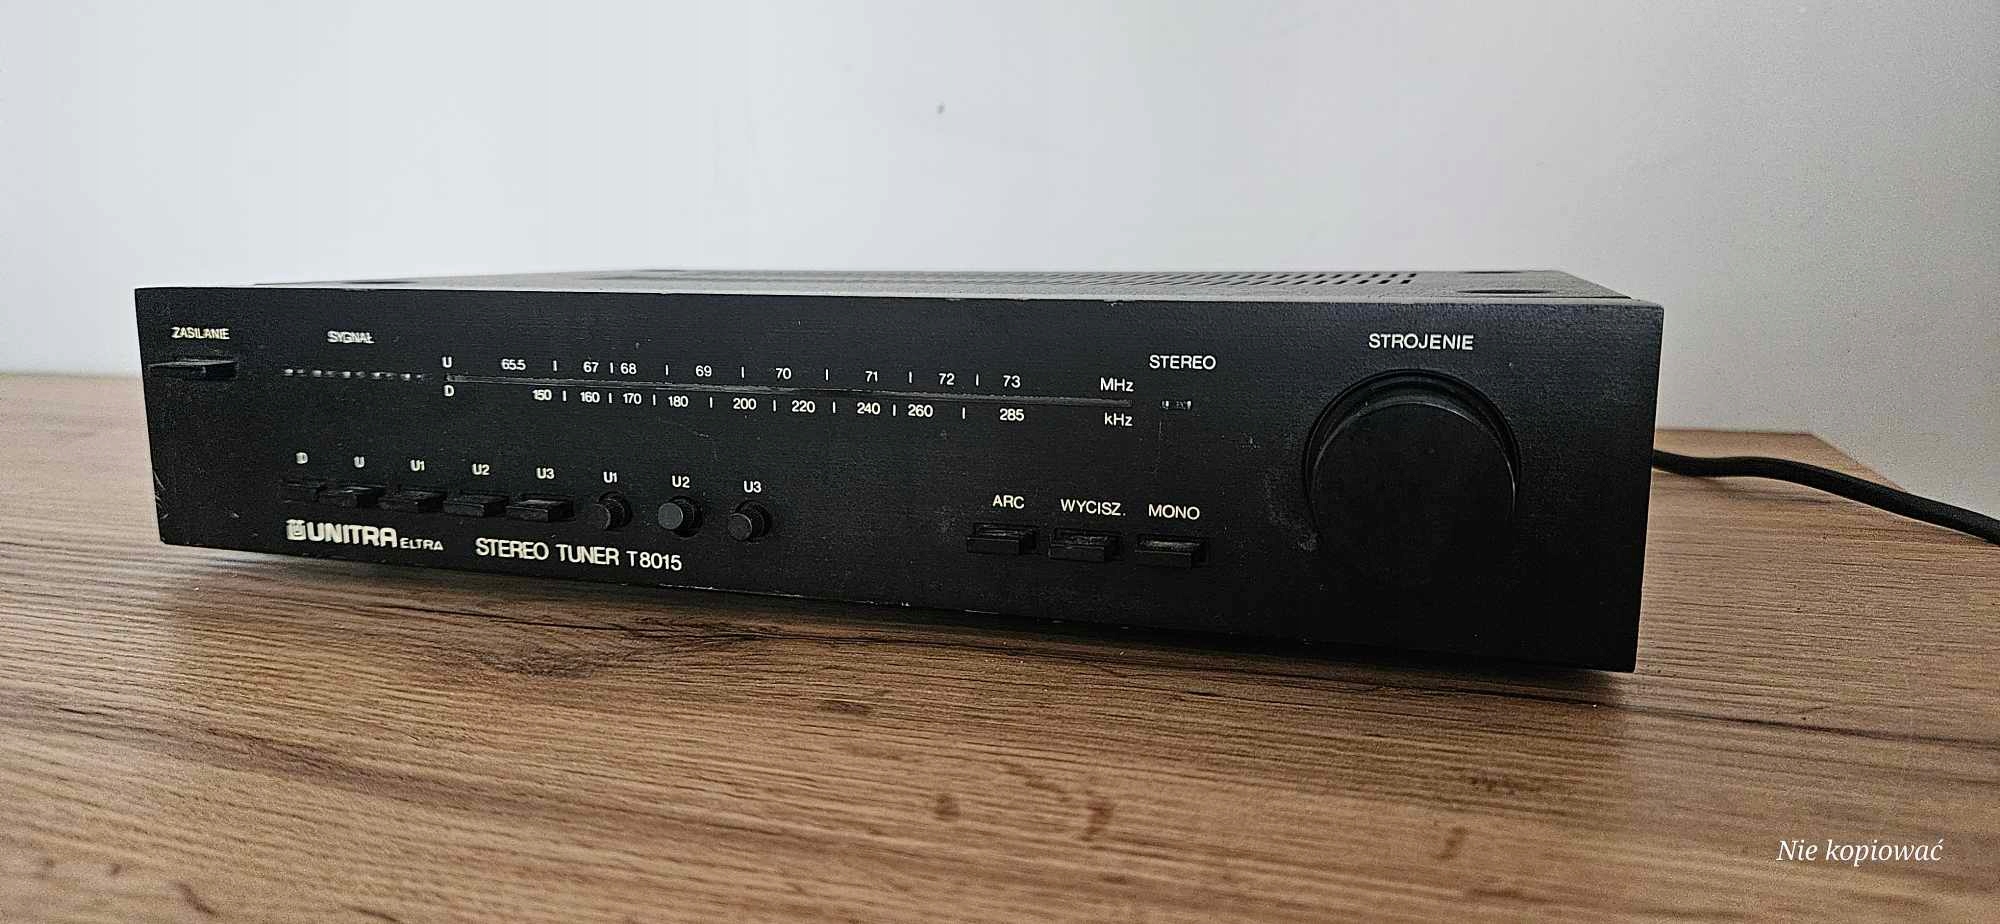 ZASILANIE
SYGNAŁ
U 65.5 67 68 69 70 71 72 73 MHz
D 150 160 170 180 200 220 240 260 285 kHz
STEREO
STROJENIE
D U U1 U2 U3 U1 U2 U3
ARC WYCISZ. MONO
UNITRA ELTRA STEREO TUNER T8015
Nie kopiować